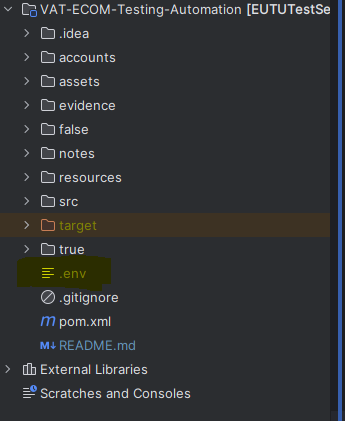 VAT-ECOM-Testing-Automation [EUTUTestSe
.idea
accounts
assets
evidence
false
notes
resources
src
target
true
.env
.gitignore
pom.xml
README.md
External Libraries
Scratches and Consoles